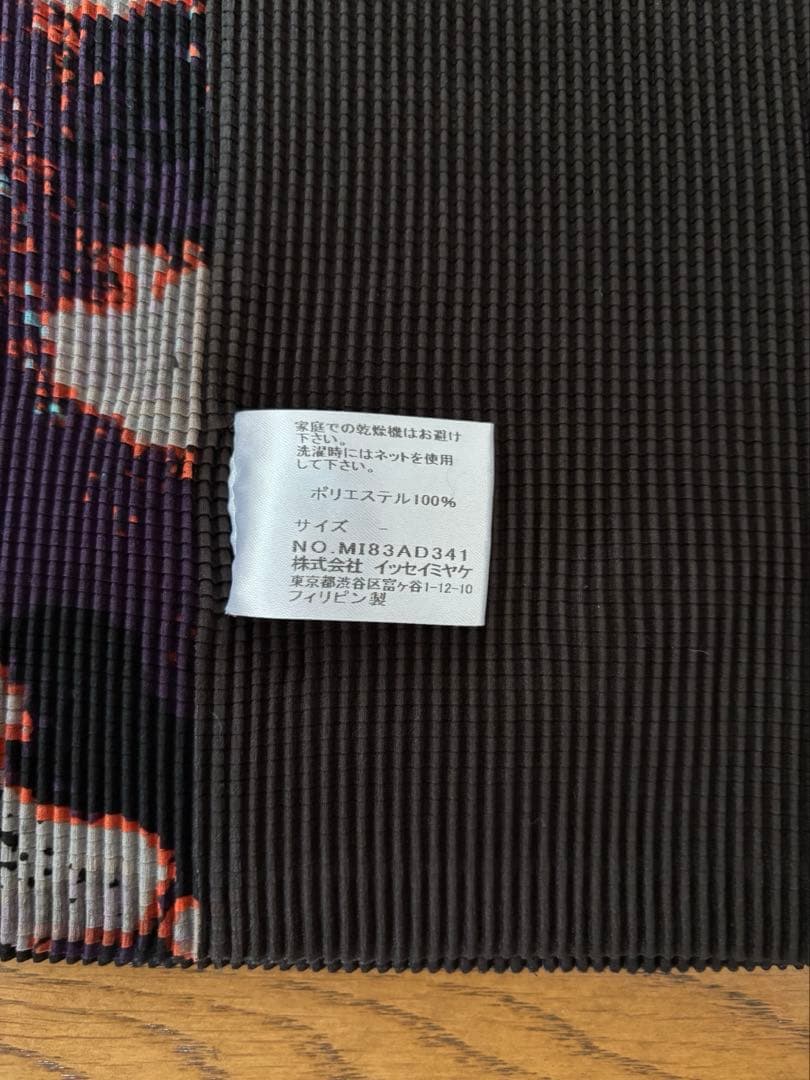 家庭での乾燥機はお避け
下さい。
洗濯時にはネットを使用
して下さい。
ポリエステル100%
サイズ －
NO.MI83AD341
株式会社 イッセイミヤケ
東京都渋谷区富ヶ谷1-12-10
フィリピン製